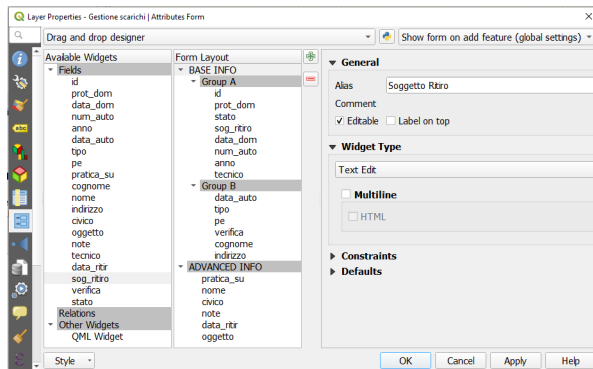 Layer Properties - Gestione scarichi | Attributes Form
Drag and drop designer
Show form on add feature (global settings)
Available Widgets
Fields
id
prot_dom
data_dom
num_auto
anno
data_auto
tipo
pe
pratica_su
cognome
nome
indirizzo
civico
oggetto
note
tecnico
data_ritir
sog_ritiro
verifica
stato
Relations
Other Widgets
QML Widget
Form Layout
BASE INFO
Group A
id
prot_dom
stato
sog_ritiro
data_dom
num_auto
anno
tecnico
Group B
data_auto
tipo
pe
verifica
cognome
indirizzo
ADVANCED INFO
pratica_su
nome
civico
note
data_ritir
oggetto
General
Alias Soggetto Ritiro
Comment
Editable Label on top
Widget Type
Text Edit
Multiline
HTML
Constraints
Defaults
abc
Style
OK Cancel Apply Help